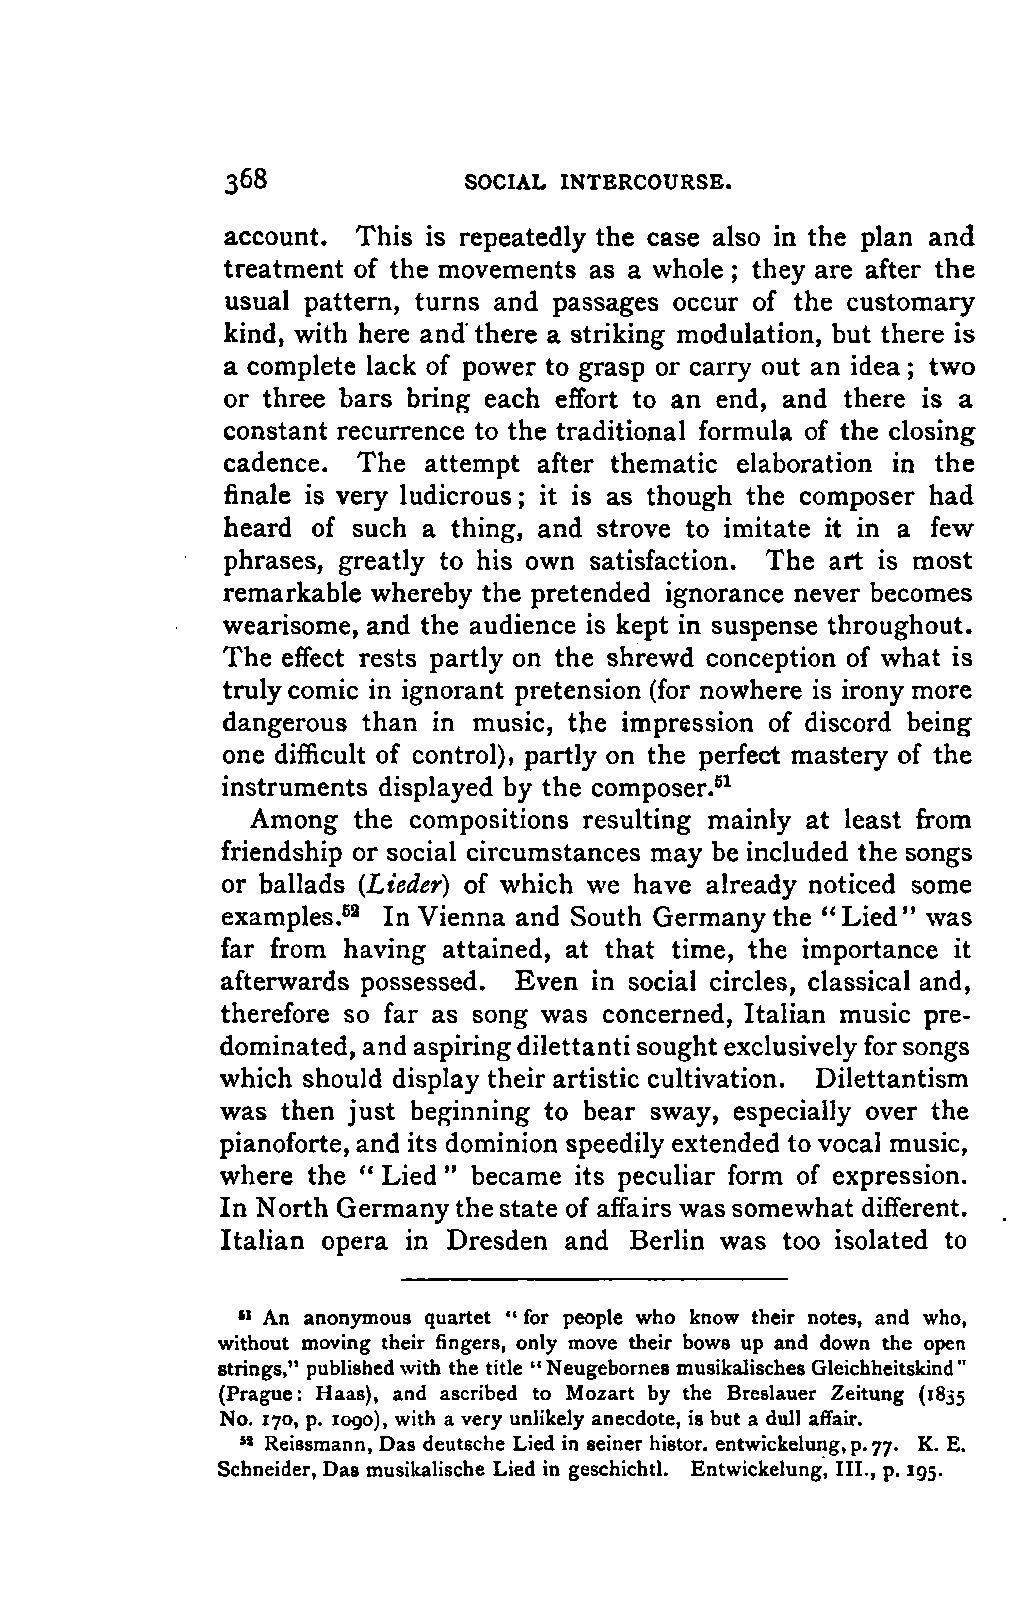 368 SOCIAL INTERCOURSE.
account. This is repeatedly the case also in the plan and
treatment of the movements as a whole; they are after the
usual pattern, turns and passages occur of the customary
kind, with here and there a striking modulation, but there is
a complete lack of power to grasp or carry out an idea; two
or three bars bring each effort to an end, and there is a
constant recurrence to the traditional formula of the closing
cadence. The attempt after thematic elaboration in the
finale is very ludicrous; it is as though the composer had
heard of such a thing, and strove to imitate it in a few
phrases, greatly to his own satisfaction. The art is most
remarkable whereby the pretended ignorance never becomes
wearisome, and the audience is kept in suspense throughout.
The effect rests partly on the shrewd conception of what is
truly comic in ignorant pretension (for nowhere is irony more
dangerous than in music, the impression of discord being
one difficult of control), partly on the perfect mastery of the
instruments displayed by the composer.⁵¹
Among the compositions resulting mainly at least from
friendship or social circumstances may be included the songs
or ballads (Lieder) of which we have already noticed some
examples.⁵² In Vienna and South Germany the "Lied" was
far from having attained, at that time, the importance it
afterwards possessed. Even in social circles, classical and,
therefore so far as song was concerned, Italian music pre-
dominated, and aspiring dilettanti sought exclusively for songs
which should display their artistic cultivation. Dilettantism
was then just beginning to bear sway, especially over the
pianoforte, and its dominion speedily extended to vocal music,
where the "Lied" became its peculiar form of expression.
In North Germany the state of affairs was somewhat different.
Italian opera in Dresden and Berlin was too isolated to
⁵¹ An anonymous quartet "for people who know their notes, and who,
without moving their fingers, only move their bows up and down the open
strings," published with the title "Neugebornes musikalisches Gleichheitskind"
(Prague: Haas), and ascribed to Mozart by the Breslauer Zeitung (1835
No. 170, p. 1090), with a very unlikely anecdote, is but a dull affair.
⁵² Reissmann, Das deutsche Lied in seiner histor. entwickelung, p. 77. K. E.
Schneider, Das musikalische Lied in geschichtl. Entwickelung, III., p. 195.